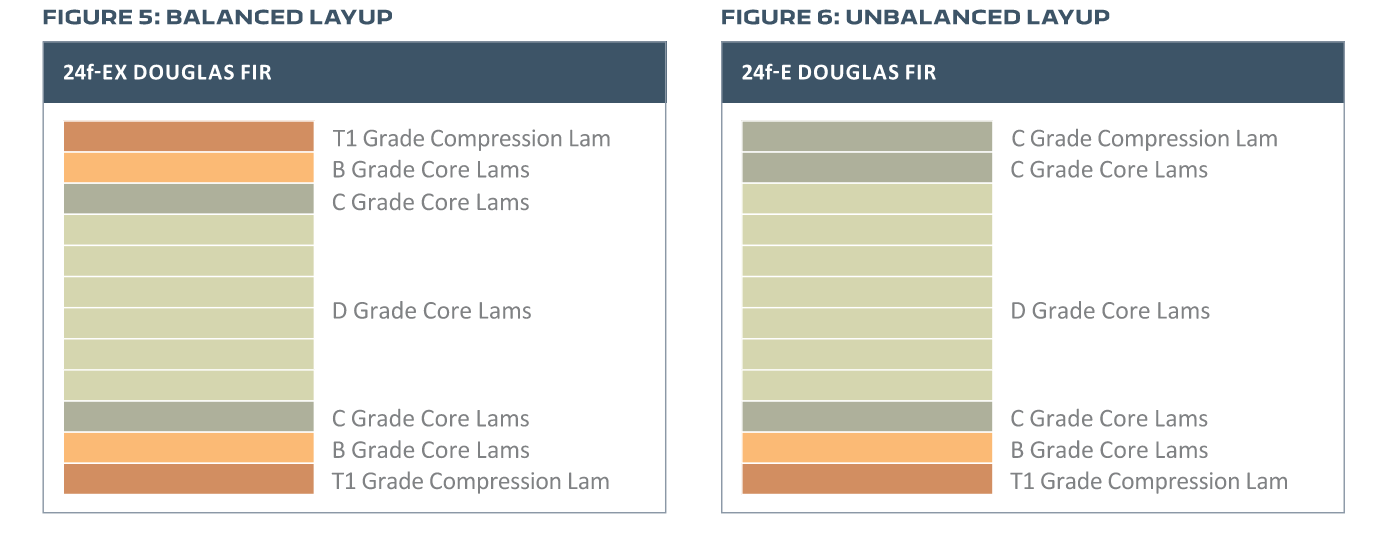 FIGURE 5: BALANCED LAYUP
24f-EX DOUGLAS FIR
T1 Grade Compression Lam
B Grade Core Lams
C Grade Core Lams
D Grade Core Lams
C Grade Core Lams
B Grade Core Lams
T1 Grade Compression Lam
FIGURE 6: UNBALANCED LAYUP
24f-E DOUGLAS FIR
C Grade Compression Lam
C Grade Core Lams
D Grade Core Lams
C Grade Core Lams
B Grade Core Lams
T1 Grade Compression Lam